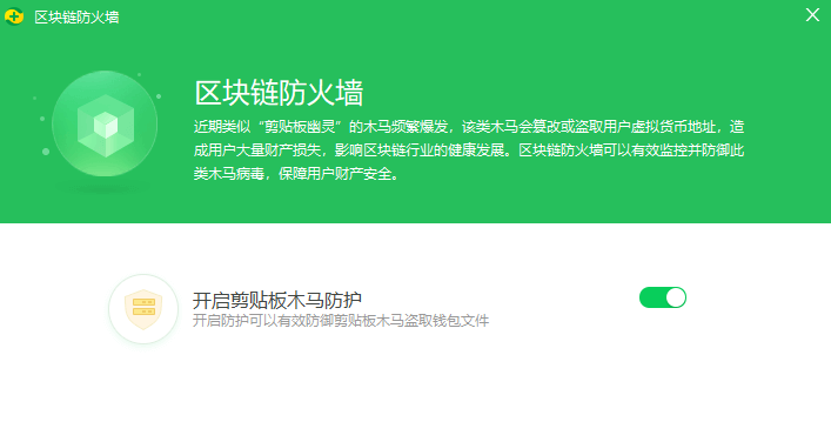 区块链防火墙
区块链防火墙
近期类似“剪贴板幽灵”的木马频繁爆发，该类木马会篡改或盗取用户虚拟货币地址，造
成用户大量财产损失，影响区块链行业的健康发展。区块链防火墙可以有效监控并防御此
类木马病毒，保障用户财产安全。
开启剪贴板木马防护
开启防护可以有效防御剪贴板木马盗取钱包文件